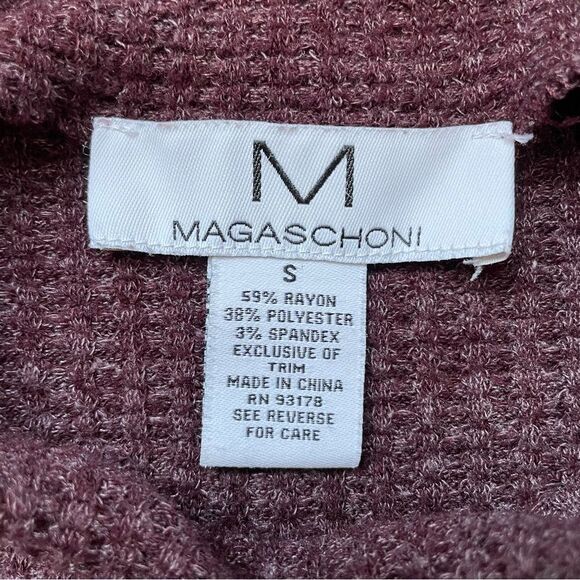 M
MAGASCHONI
S
59% RAYON
38% POLYESTER
3% SPANDEX
EXCLUSIVE OF
TRIM
MADE IN CHINA
RN 93178
SEE REVERSE
FOR CARE